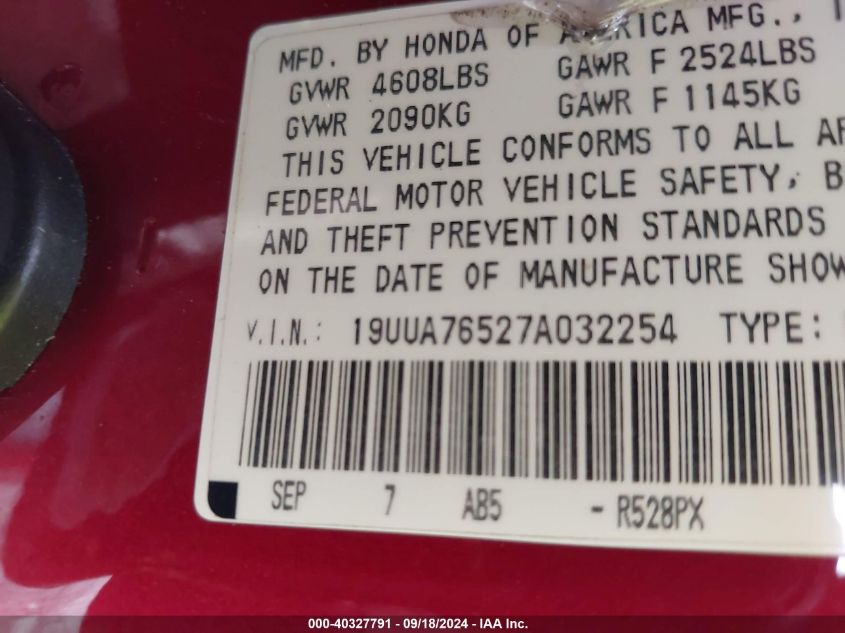 MFD. BY HONDA OF AMERICA MFG.,
GVWR 4608LBS GAWR F 2524LBS
GVWR 2090KG GAWR F 1145KG
THIS VEHICLE CONFORMS TO ALL
FEDERAL MOTOR VEHICLE SAFETY, B
AND THEFT PREVENTION STANDARDS
ON THE DATE OF MANUFACTURE SHOW
V.I.N.: 19UUA76527A032254 TYPE:
SEP 7 AB5 - R528PX
000-40327791 - 09/18/2024 - IAA Inc.